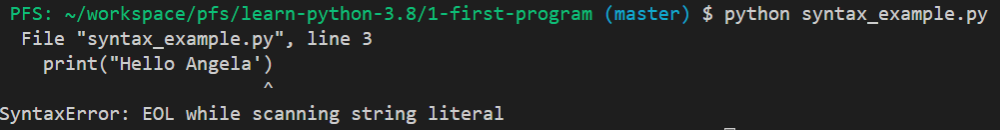 PFS: ~/workspace/pfs/learn-python-3.8/1-first-program (master) $ python syntax_example.py
  File "syntax_example.py", line 3
    print("Hello Angela')
                        ^
SyntaxError: EOL while scanning string literal